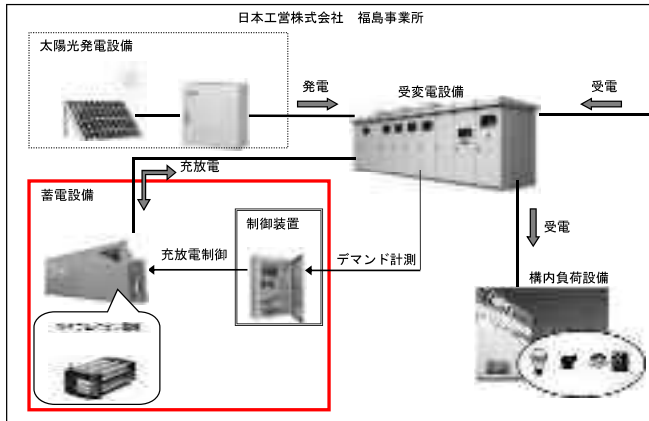 日本工営株式会社 福島事業所
太陽光発電設備
発電
受変電設備
受電
充放電
蓄電設備
制御装置
充放電制御
デマンド計測
受電
構内負荷設備